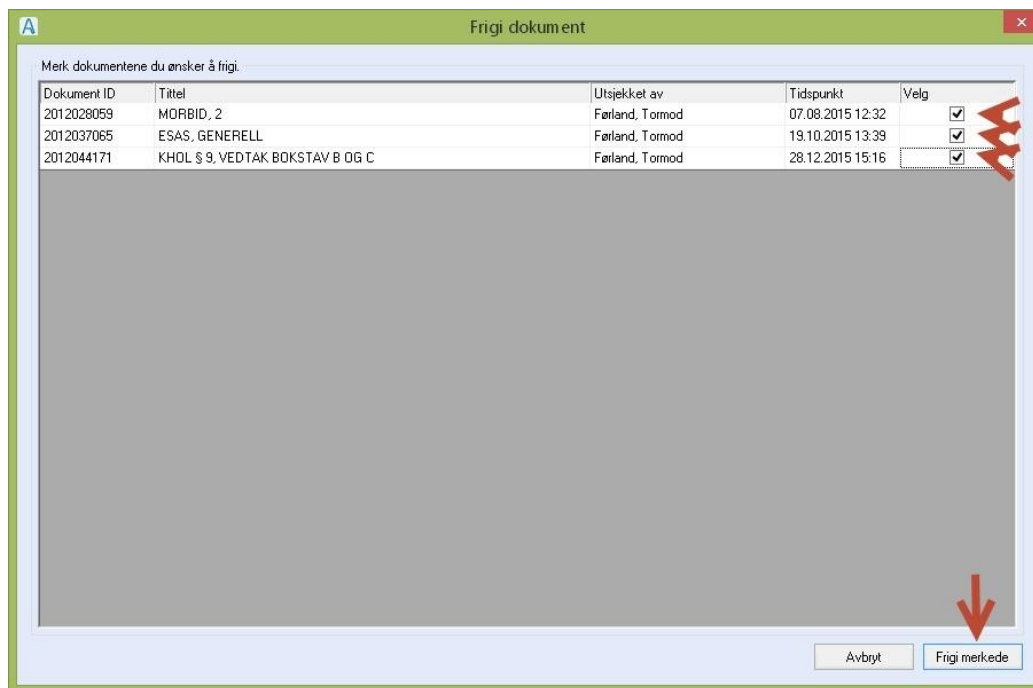 A Frigi dokument
Merk dokumentene du ønsker å frigi.
Dokument ID Tittel Utsjekket av Tidspunkt Velg
2012028059 MORBID, 2 Førland, Tormod 07.08.2015 12:32
2012037065 ESAS, GENERELL Førland, Tormod 19.10.2015 13:39
2012044171 KHOL § 9, VEDTAK BOKSTAV B OG C Førland, Tormod 28.12.2015 15:16
Avbryt Frigi merkede